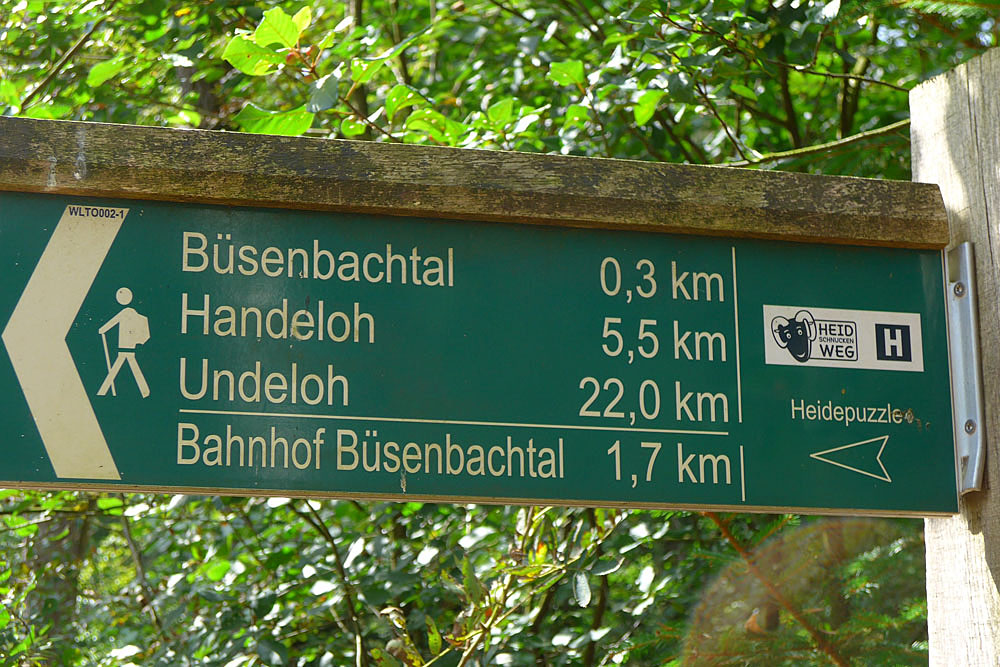 WLTO002-1
Büsenbachtal 0,3 km
Handeloh 5,5 km
Undeloh 22,0 km
Bahnhof Büsenbachtal 1,7 km
HEID
SCHNUCKEN
WEG
H
Heidepuzzle